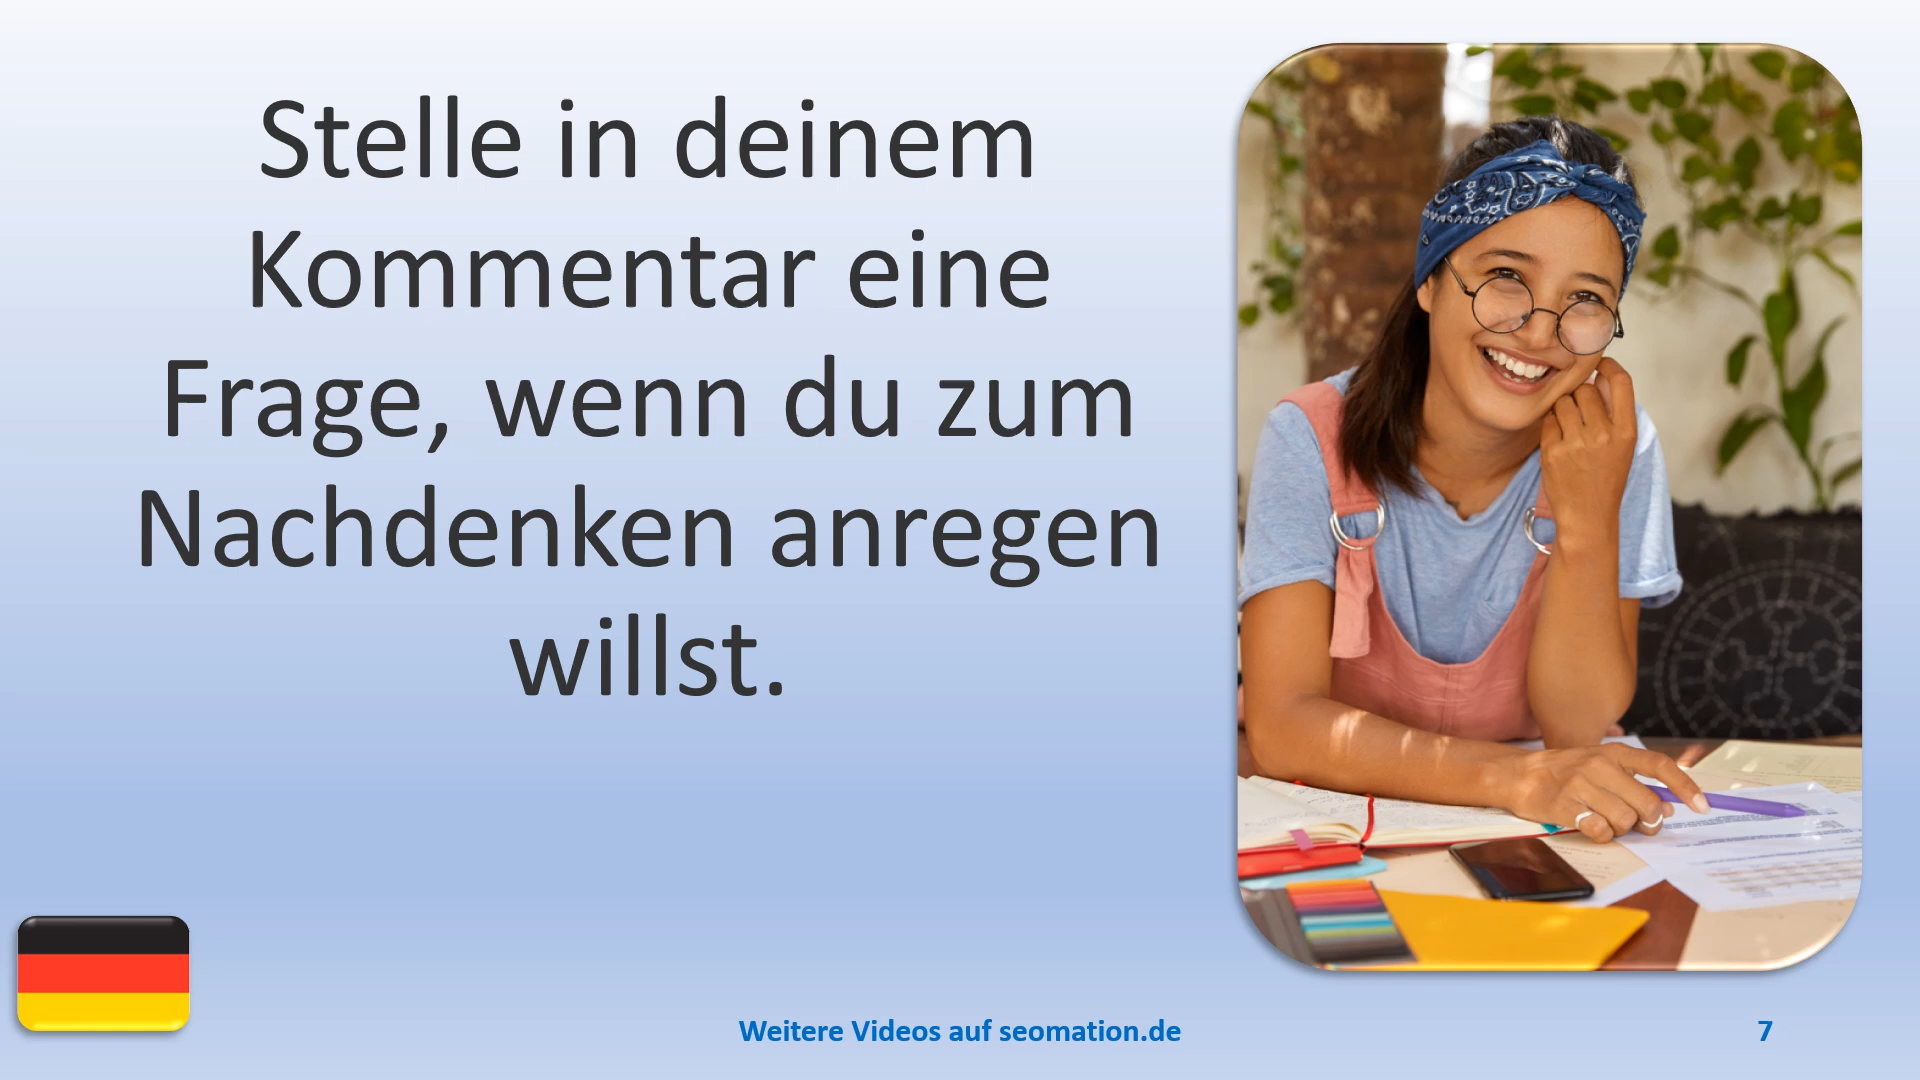 Stelle in deinem
Kommentar eine
Frage, wenn du zum
Nachdenken anregen
willst.
Weitere Videos auf seomation.de
7